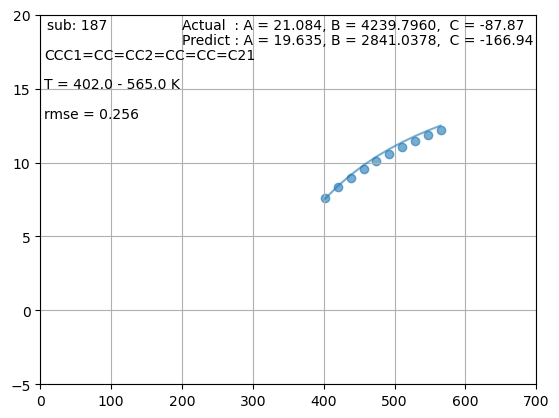 sub: 187
Actual  : A = 21.084, B = 4239.7960,  C = -87.87
Predict : A = 19.635, B = 2841.0378,  C = -166.94
CCC1=CC=CC2=CC=CC=C21
T = 402.0 - 565.0 K
rmse = 0.256
20
15
10
5
0
−5
0 100 200 300 400 500 600 700